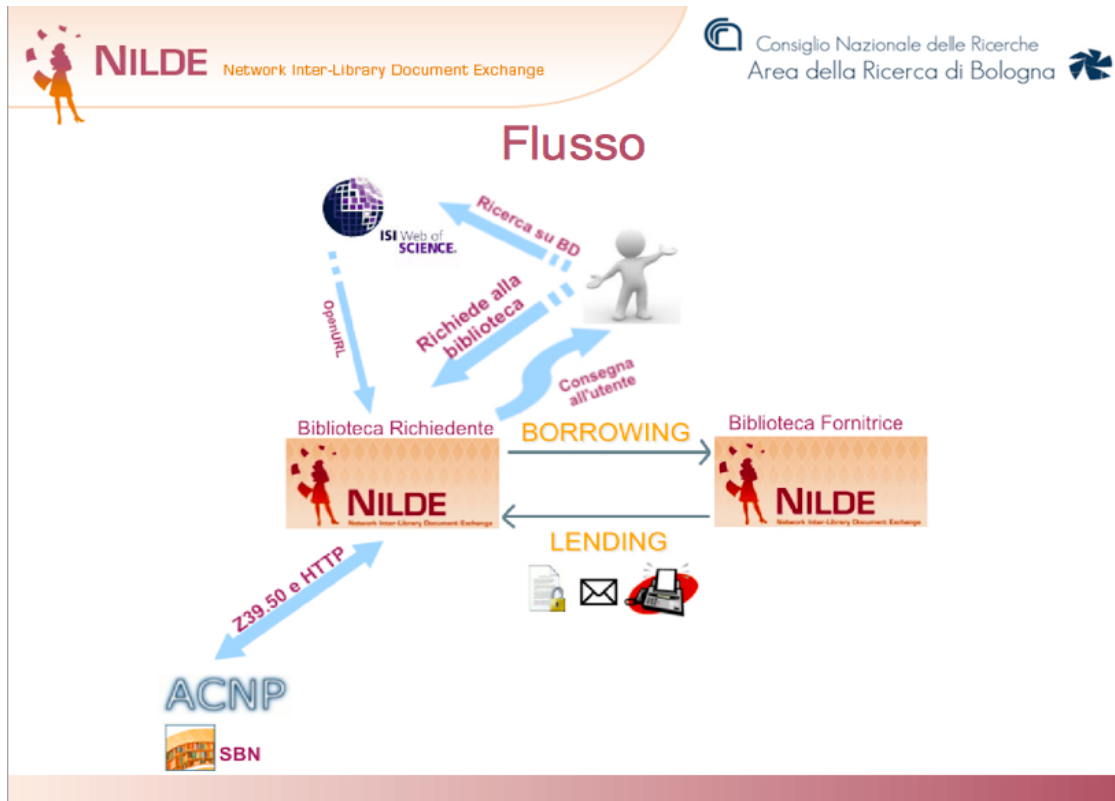 NILDE Network Inter-Library Document Exchange
Consiglio Nazionale delle Ricerche
Area della Ricerca di Bologna
Flusso
ISI Web of
SCIENCE.
Ricerca su BD
OpenURL
Richiede alla
biblioteca
Consegna
all'utente
Biblioteca Richiedente
BORROWING
Biblioteca Fornitrice
NILDE
Network Inter-Library Document Exchange
NILDE
Network Inter-Library Document Exchange
LENDING
Z39.50 e HTTP
ACNP
SBN